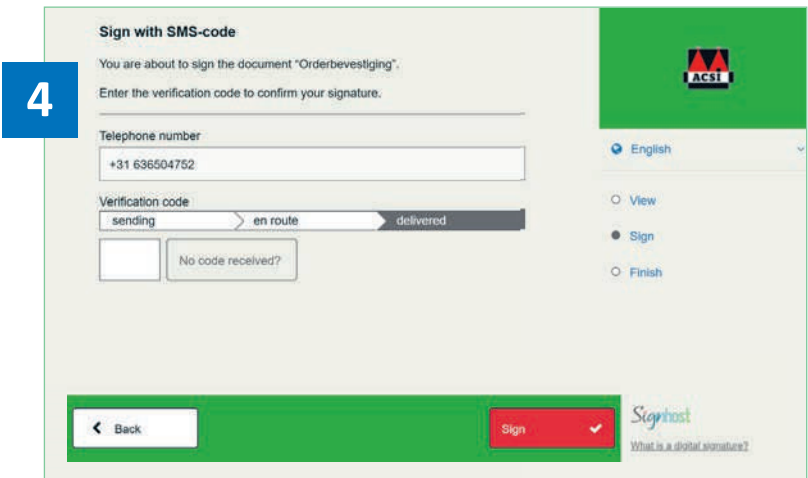 4
Sign with SMS-code
You are about to sign the document "Orderbevestiging".
Enter the verification code to confirm your signature.
Telephone number
+31 636504752
Verification code
sending
en route
delivered
No code received?
Back
Sign
ACSI
English
View
Sign
Finish
Signhost
What is a digital signature?